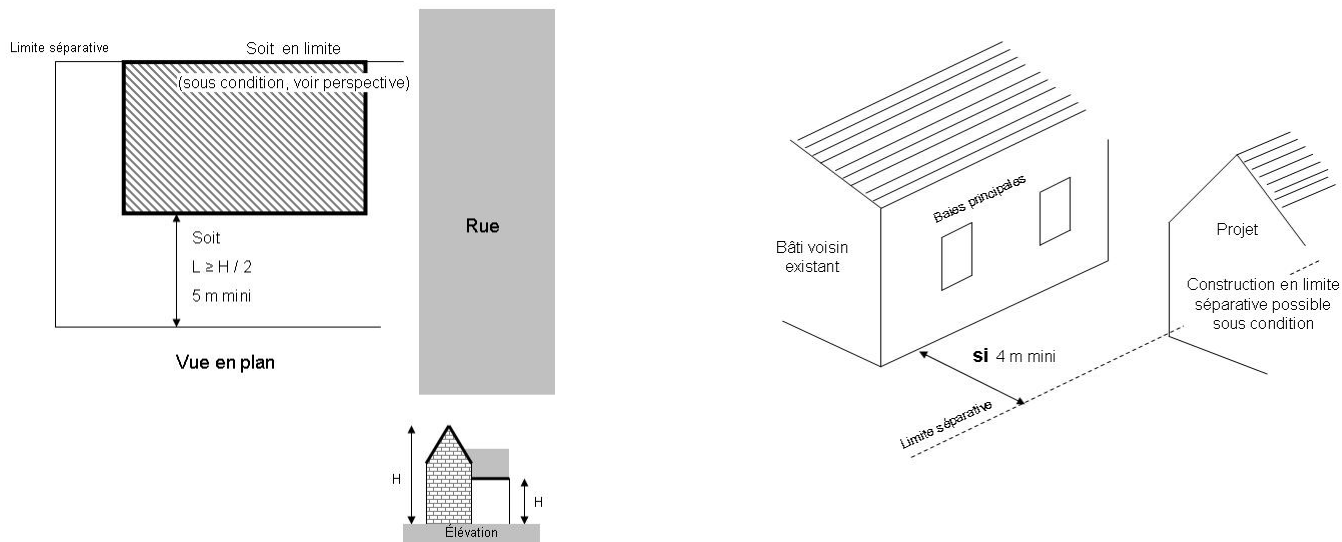 Limite séparative
Soit en limite
(sous condition, voir perspective)
Soit
L ≥ H / 2
5 m mini
Vue en plan
Rue
H
H
Élévation
Baies principales
Bâti voisin
existant
Projet
Construction en limite
séparative possible
sous condition
si 4 m mini
Limite séparative